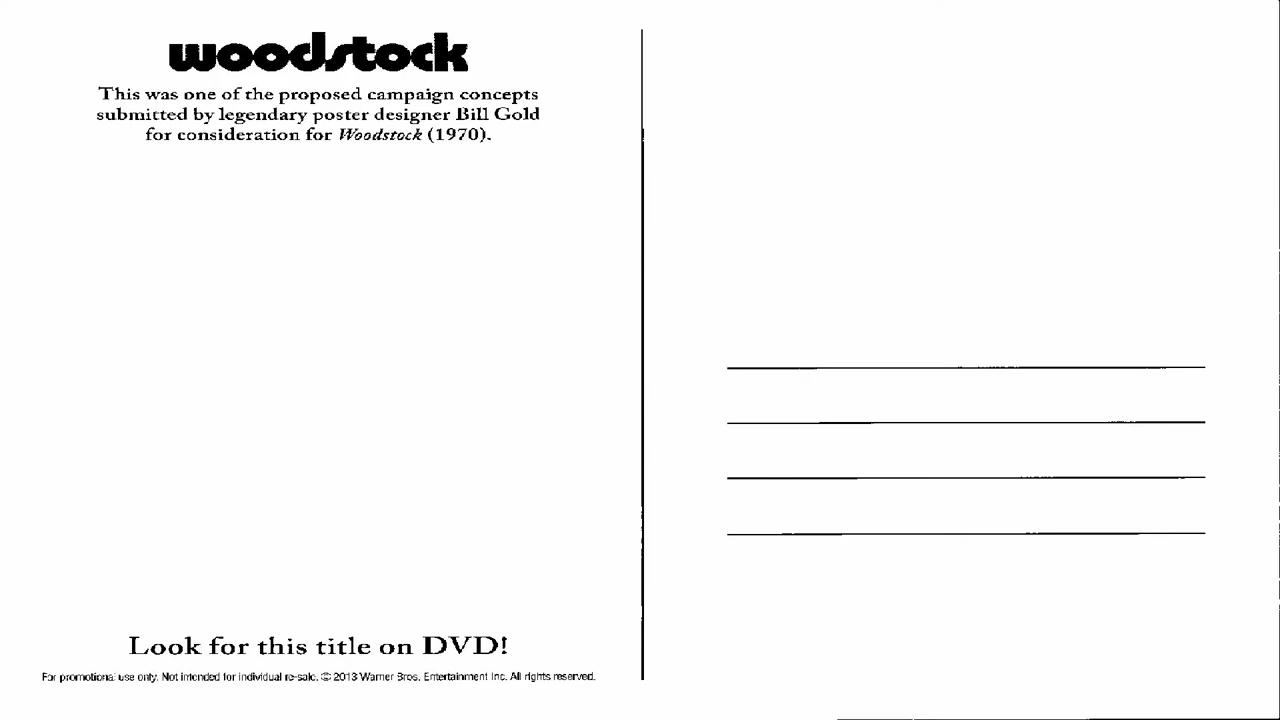 woodstock
This was one of the proposed campaign concepts
submitted by legendary poster designer Bill Gold
for consideration for Woodstock (1970).
Look for this title on DVD!
For promotional use only. Not intended for individual re-sale. © 2013 Warner Bros. Entertainment Inc. All rights reserved.